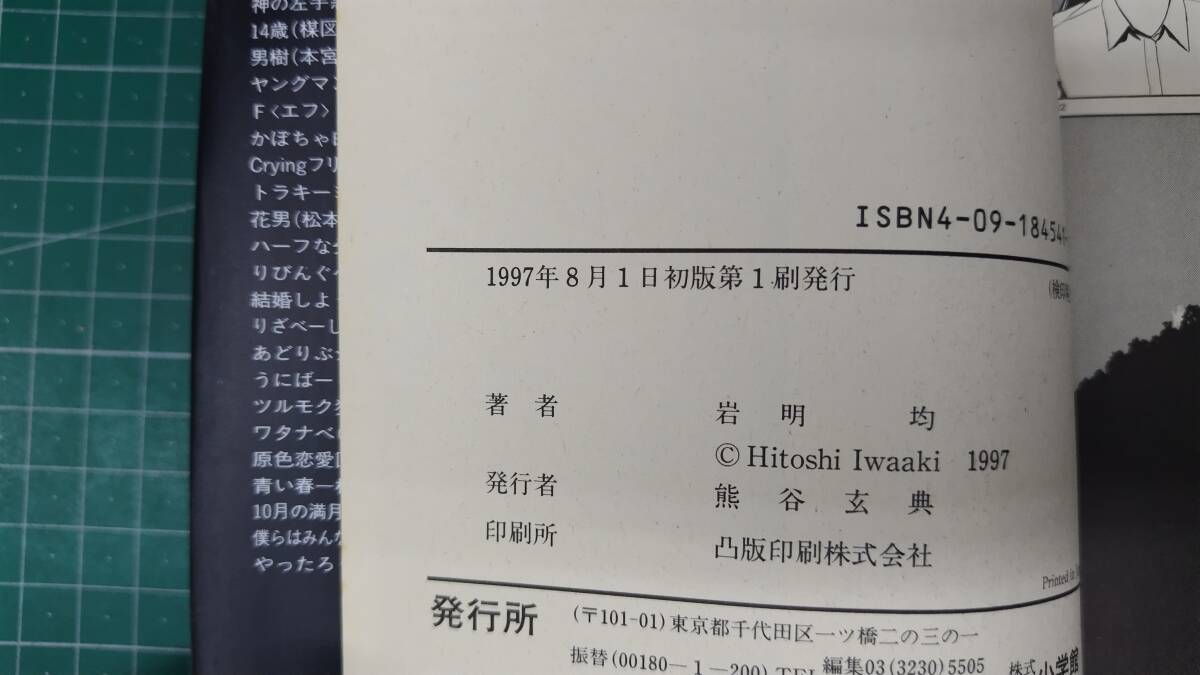 神の左手
14歳(楳図
男樹(本宮
ヤングマン
F〈エフ〉
かぼちゃ
Cryingフリ
トラキー
花男(松本
ハーフな
りびんぐ
結婚しよ
りざべーし
あどりぶ
うにばー
ツルモク
ワタナベ
原色恋愛
青い春―松
10月の満月
僕らはみんな
やったろ
ISBN4-09-18454
1997年8月1日初版第1刷発行
(検印
著者 岩明 均
© Hitoshi Iwaaki 1997
発行者 熊谷玄典
印刷所 凸版印刷株式会社
Printed in
発行所 (〒101-01)東京都千代田区一ツ橋二の三の一
振替(00180―1―200)TEL 編集03(3230)5505 株式 小学館